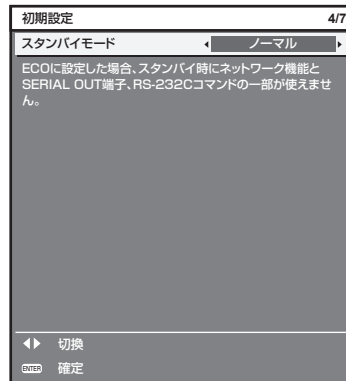 初期設定 4/7
スタンバイモード ノーマル
ECOに設定した場合、スタンバイ時にネットワーク機能と
SERIAL OUT端子、RS-232Cコマンドの一部が使えませ
ん。
切換
ENTER 確定